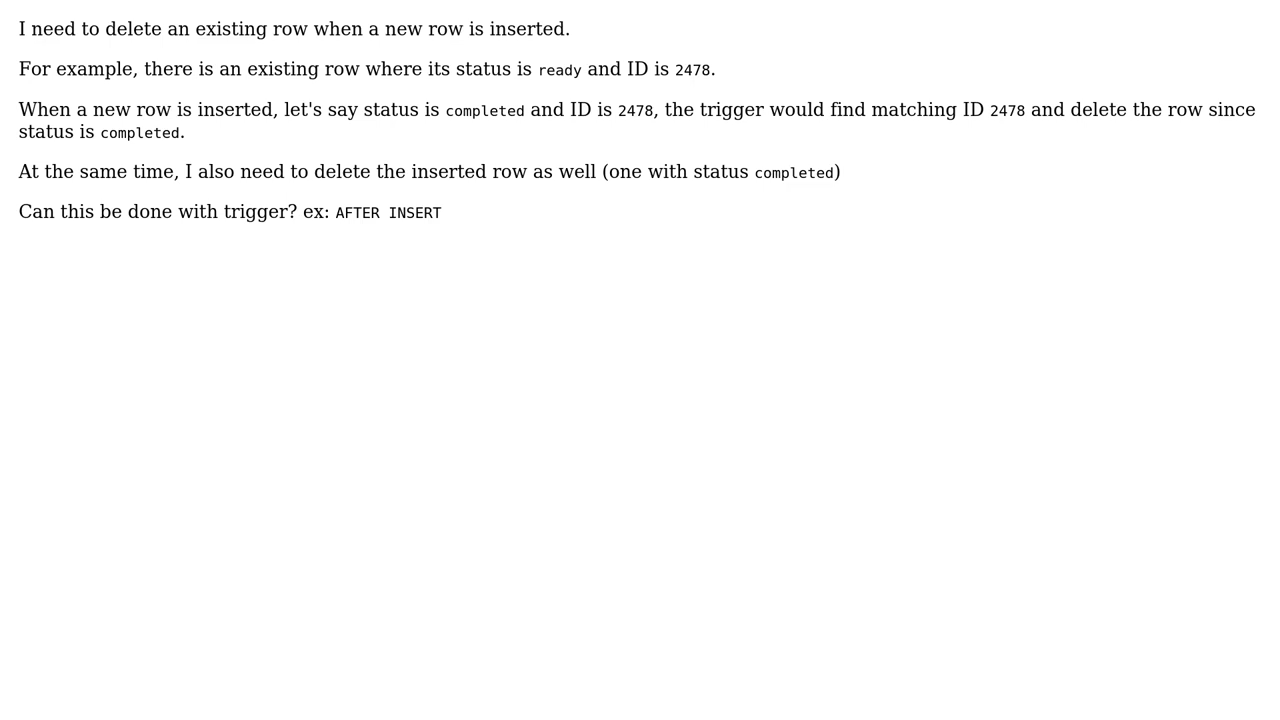 I need to delete an existing row when a new row is inserted.
For example, there is an existing row where its status is ready and ID is 2478.
When a new row is inserted, let's say status is completed and ID is 2478, the trigger would find matching ID 2478 and delete the row since
status is completed.
At the same time, I also need to delete the inserted row as well (one with status completed)
Can this be done with trigger? ex: AFTER INSERT